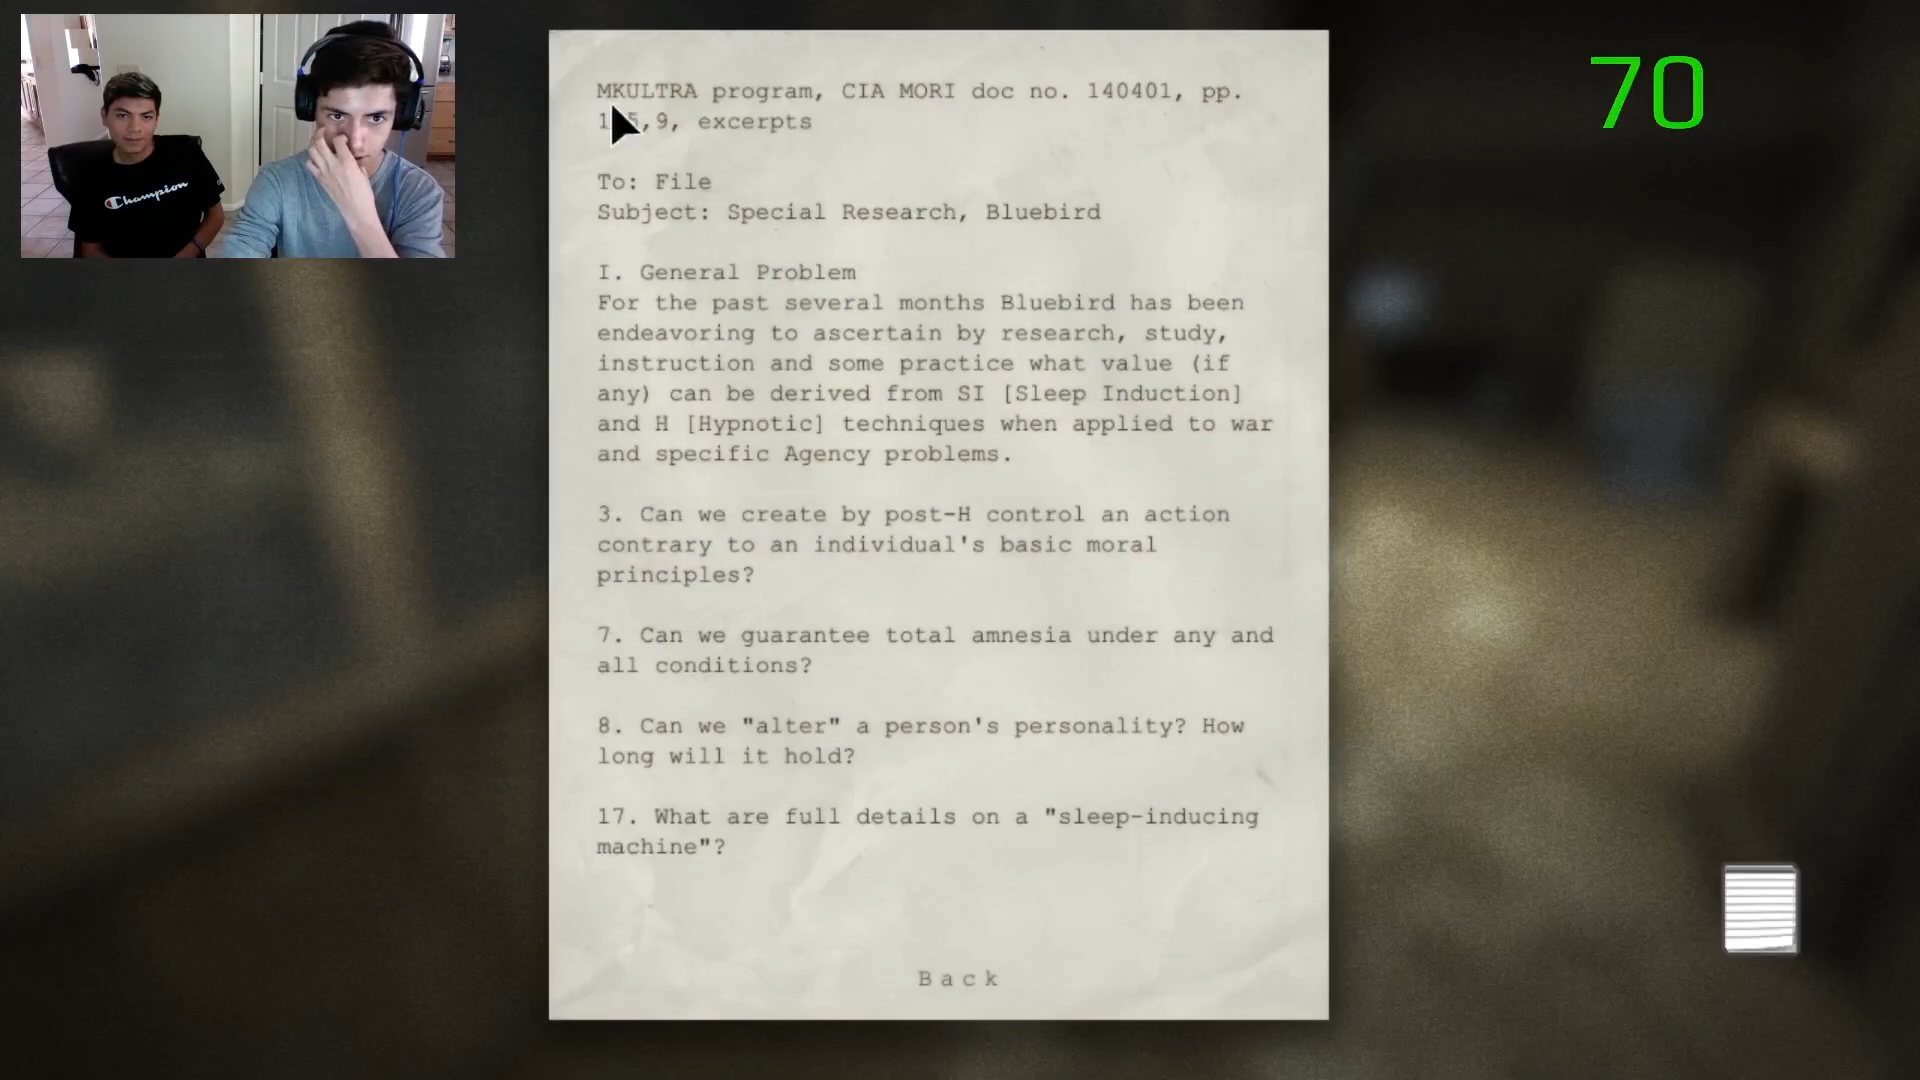 Champion
70
MKULTRA program, CIA MORI doc no. 140401, pp.
1,5,9, excerpts
To: File
Subject: Special Research, Bluebird
I. General Problem
For the past several months Bluebird has been
endeavoring to ascertain by research, study,
instruction and some practice what value (if
any) can be derived from SI [Sleep Induction]
and H [Hypnotic] techniques when applied to war
and specific Agency problems.
3. Can we create by post-H control an action
contrary to an individual's basic moral
principles?
7. Can we guarantee total amnesia under any and
all conditions?
8. Can we "alter" a person's personality? How
long will it hold?
17. What are full details on a "sleep-inducing
machine"?
Back